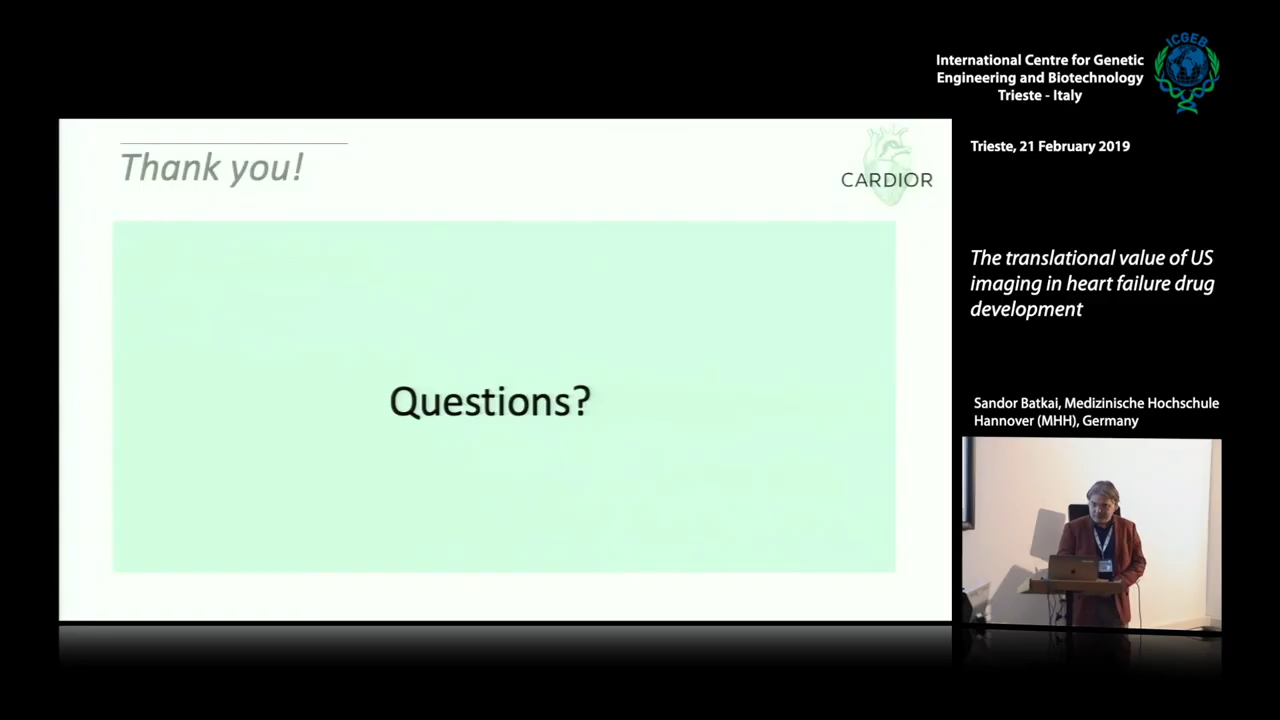 International Centre for Genetic
Engineering and Biotechnology
Trieste - Italy
ICGEB
Trieste, 21 February 2019
Thank you!
CARDIOR
Questions?
The translational value of US
imaging in heart failure drug
development
Sandor Batkai, Medizinische Hochschule
Hannover (MHH), Germany